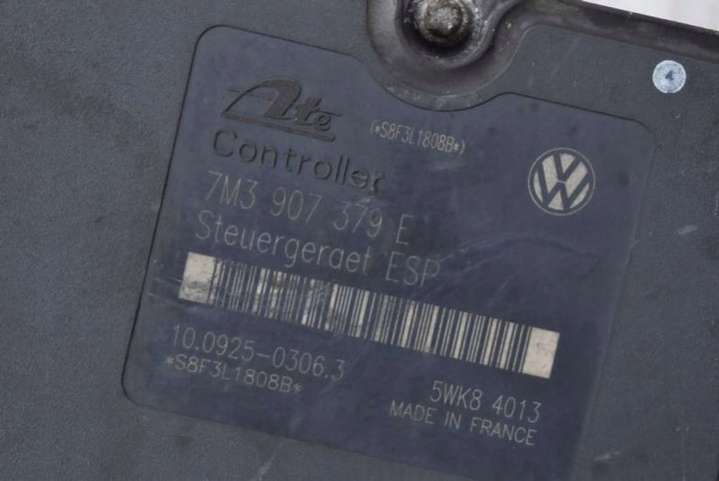 Ate
(*S8F3L1808B*)
Controller
7M3 907 379 E
Steuergeraet ESP
10.0925-0306.3
*S8F3L1808B*
5WK8 4013
MADE IN FRANCE